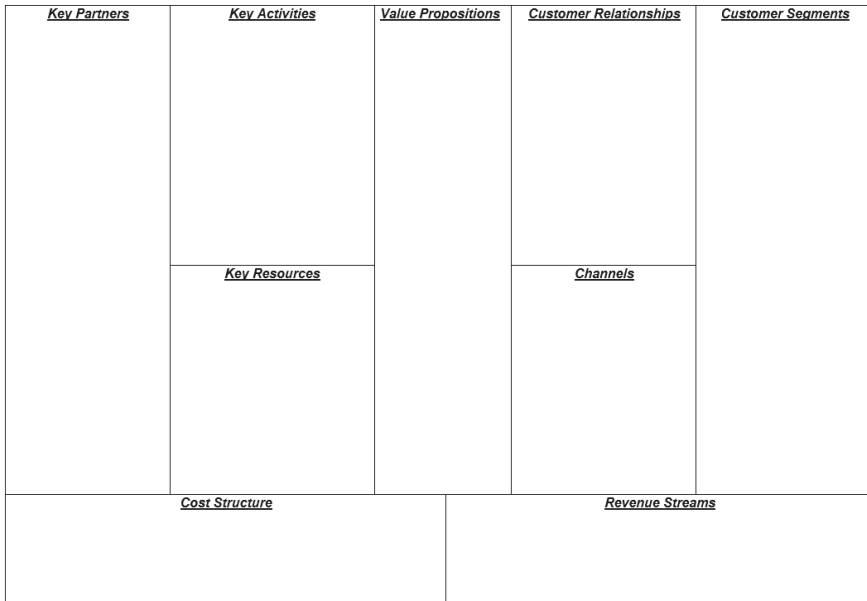 Key Partners
Key Activities
Value Propositions
Customer Relationships
Customer Segments
Key Resources
Channels
Cost Structure
Revenue Streams